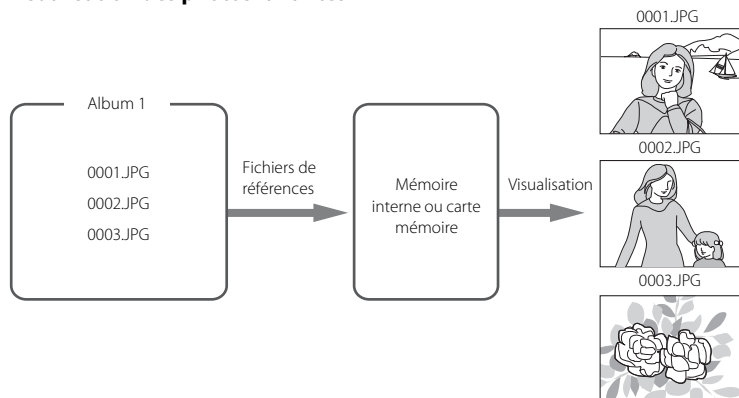 Album 1
0001.JPG
0002.JPG
0003.JPG
Fichiers de
références
Mémoire
interne ou carte
mémoire
Visualisation
0001.JPG
0002.JPG
0003.JPG